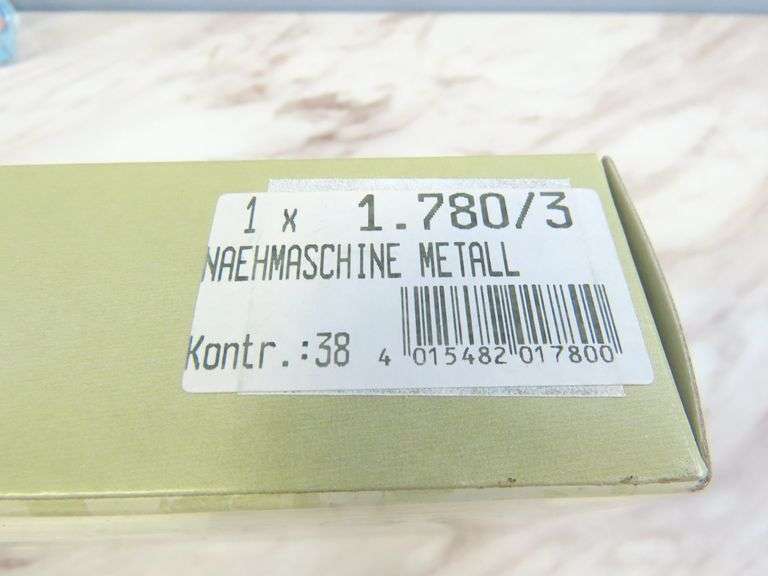 1 x 1.780/3
NAEHMASCHINE METALL
Kontr.:38
4 015482 017800